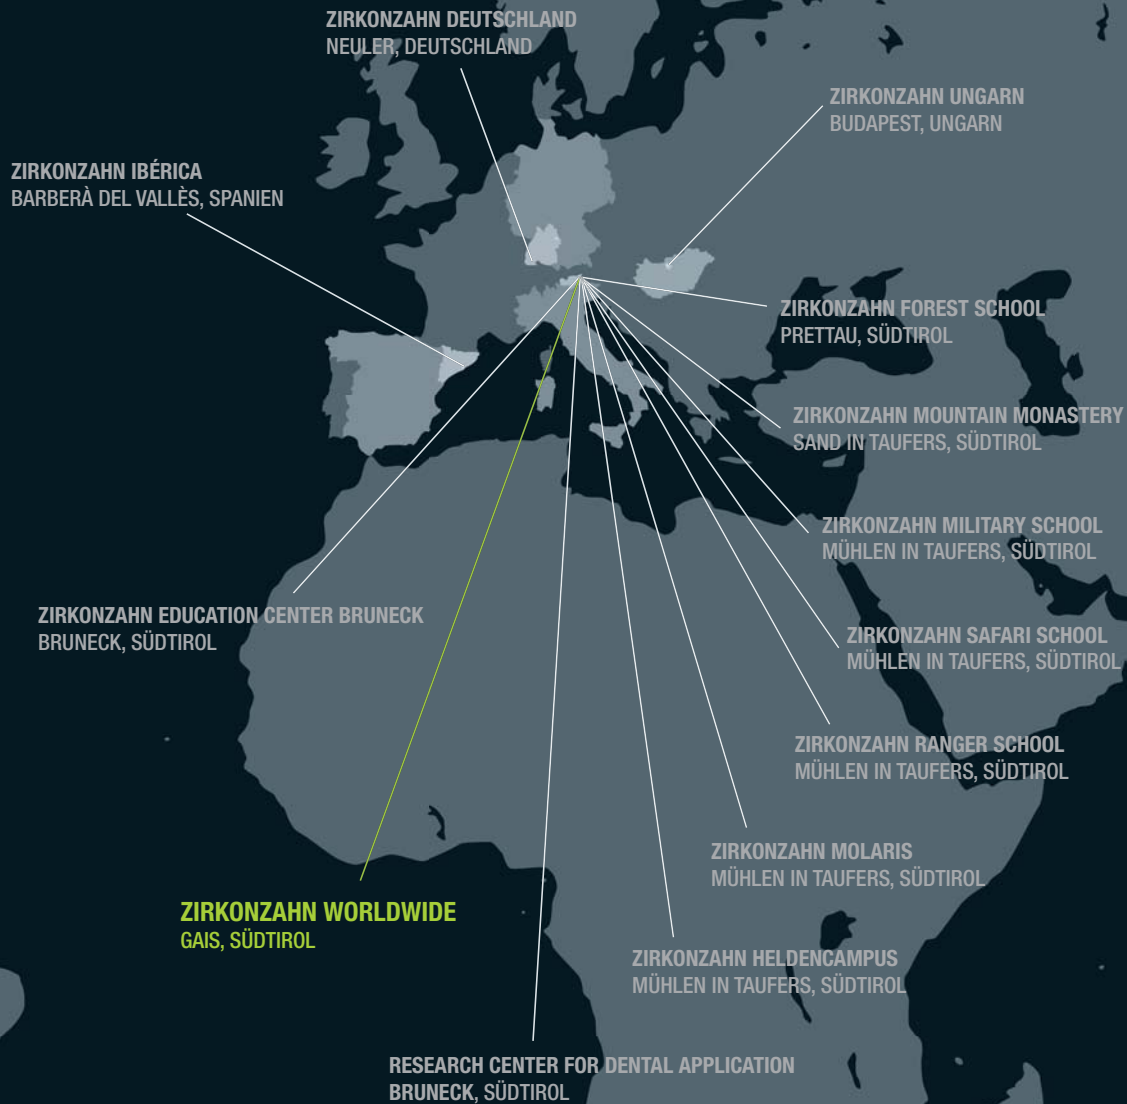 ZIRKONZAHN DEUTSCHLAND
NEULER, DEUTSCHLAND
ZIRKONZAHN UNGARN
BUDAPEST, UNGARN
ZIRKONZAHN IBÉRICA
BARBERÀ DEL VALLÈS, SPANIEN
ZIRKONZAHN FOREST SCHOOL
PRETTAU, SÜDTIROL
ZIRKONZAHN MOUNTAIN MONASTERY
SAND IN TAUFERS, SÜDTIROL
ZIRKONZAHN MILITARY SCHOOL
MÜHLEN IN TAUFERS, SÜDTIROL
ZIRKONZAHN EDUCATION CENTER BRUNECK
BRUNECK, SÜDTIROL
ZIRKONZAHN SAFARI SCHOOL
MÜHLEN IN TAUFERS, SÜDTIROL
ZIRKONZAHN RANGER SCHOOL
MÜHLEN IN TAUFERS, SÜDTIROL
ZIRKONZAHN MOLARIS
MÜHLEN IN TAUFERS, SÜDTIROL
ZIRKONZAHN WORLDWIDE
GAIS, SÜDTIROL
ZIRKONZAHN HELDENCAMPUS
MÜHLEN IN TAUFERS, SÜDTIROL
RESEARCH CENTER FOR DENTAL APPLICATION
BRUNECK, SÜDTIROL